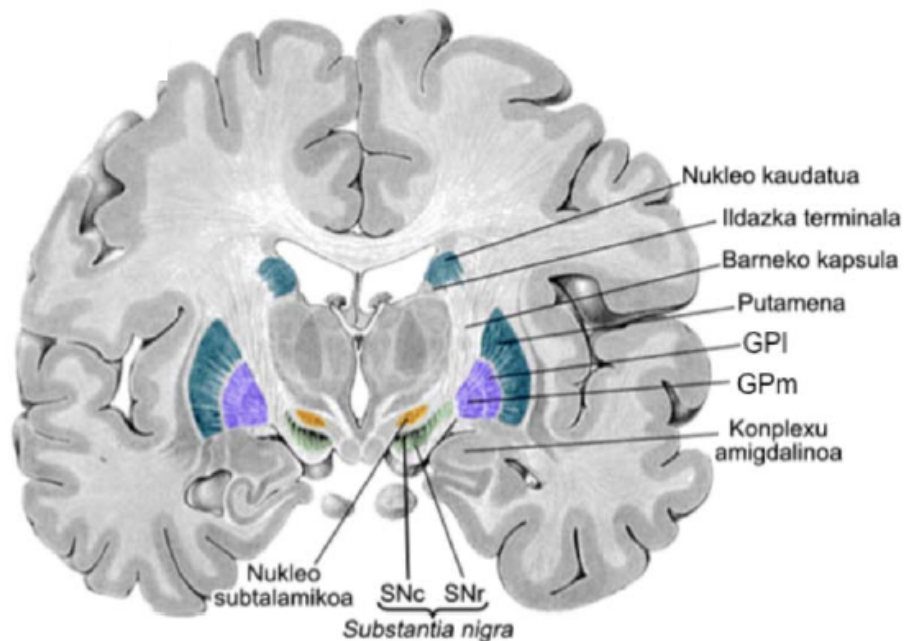 Nukleo kaudatua
Ildazka terminala
Barneko kapsula
Putamena
GPl
GPm
Konplexu
amigdalinoa
Nukleo
subtalamikoa
SNc SNr
Substantia nigra